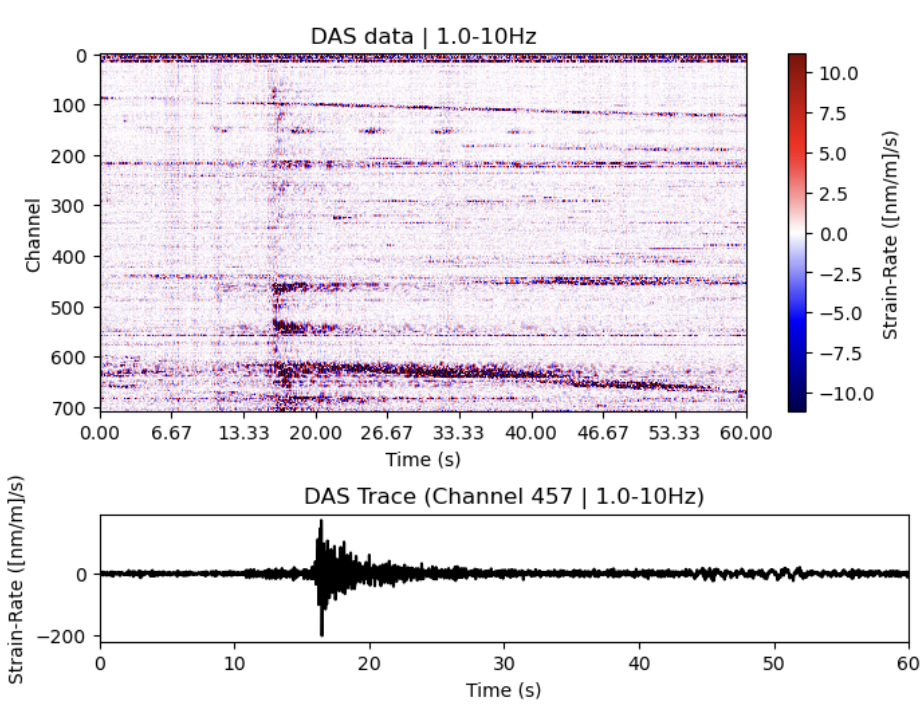 DAS data | 1.0-10Hz
0
100
200
300
400
500
600
700
Channel
0.00 6.67 13.33 20.00 26.67 33.33 40.00 46.67 53.33 60.00
Time (s)
10.0
7.5
5.0
2.5
0.0
−2.5
−5.0
−7.5
−10.0
Strain-Rate ([nm/m]/s)
DAS Trace (Channel 457 | 1.0-10Hz)
Strain-Rate ([nm/m]/s)
0
−200
0 10 20 30 40 50 60
Time (s)